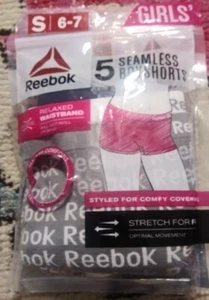 S 6-7
GIRLS'
Reebok
5 SEAMLESS
BOYSHORTS
RELAXED
WAISTBAND
STYLED FOR COMFY COVERAGE
STRETCH FOR
OPTIMAL MOVEMENT
Reebok
Reebok